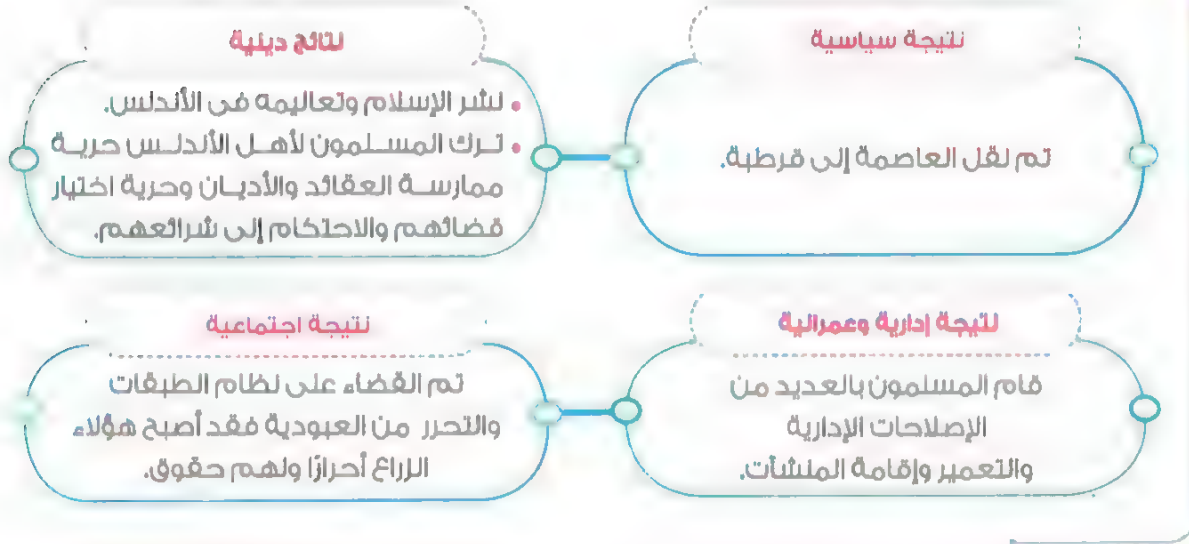 نتيجة سياسية
تم نقل العاصمة إلى قرطبة.
نتائج دينية
• نشر الإسلام وتعاليمه في الأندلس.
• ترك المسلمون لأهل الأندلس حرية
ممارسة العقائد والأديان وحرية اختيار
قضائهم والاحتكام إلى شرائعهم.
نتيجة إدارية وعمرانية
قام المسلمون بالعديد من
الإصلاحات الإدارية
والتعمير وإقامة المنشآت.
نتيجة اجتماعية
تم القضاء على نظام الطبقات
والتحرر من العبودية فقد أصبح هؤلاء
الزراع أحرارًا ولهم حقوق.